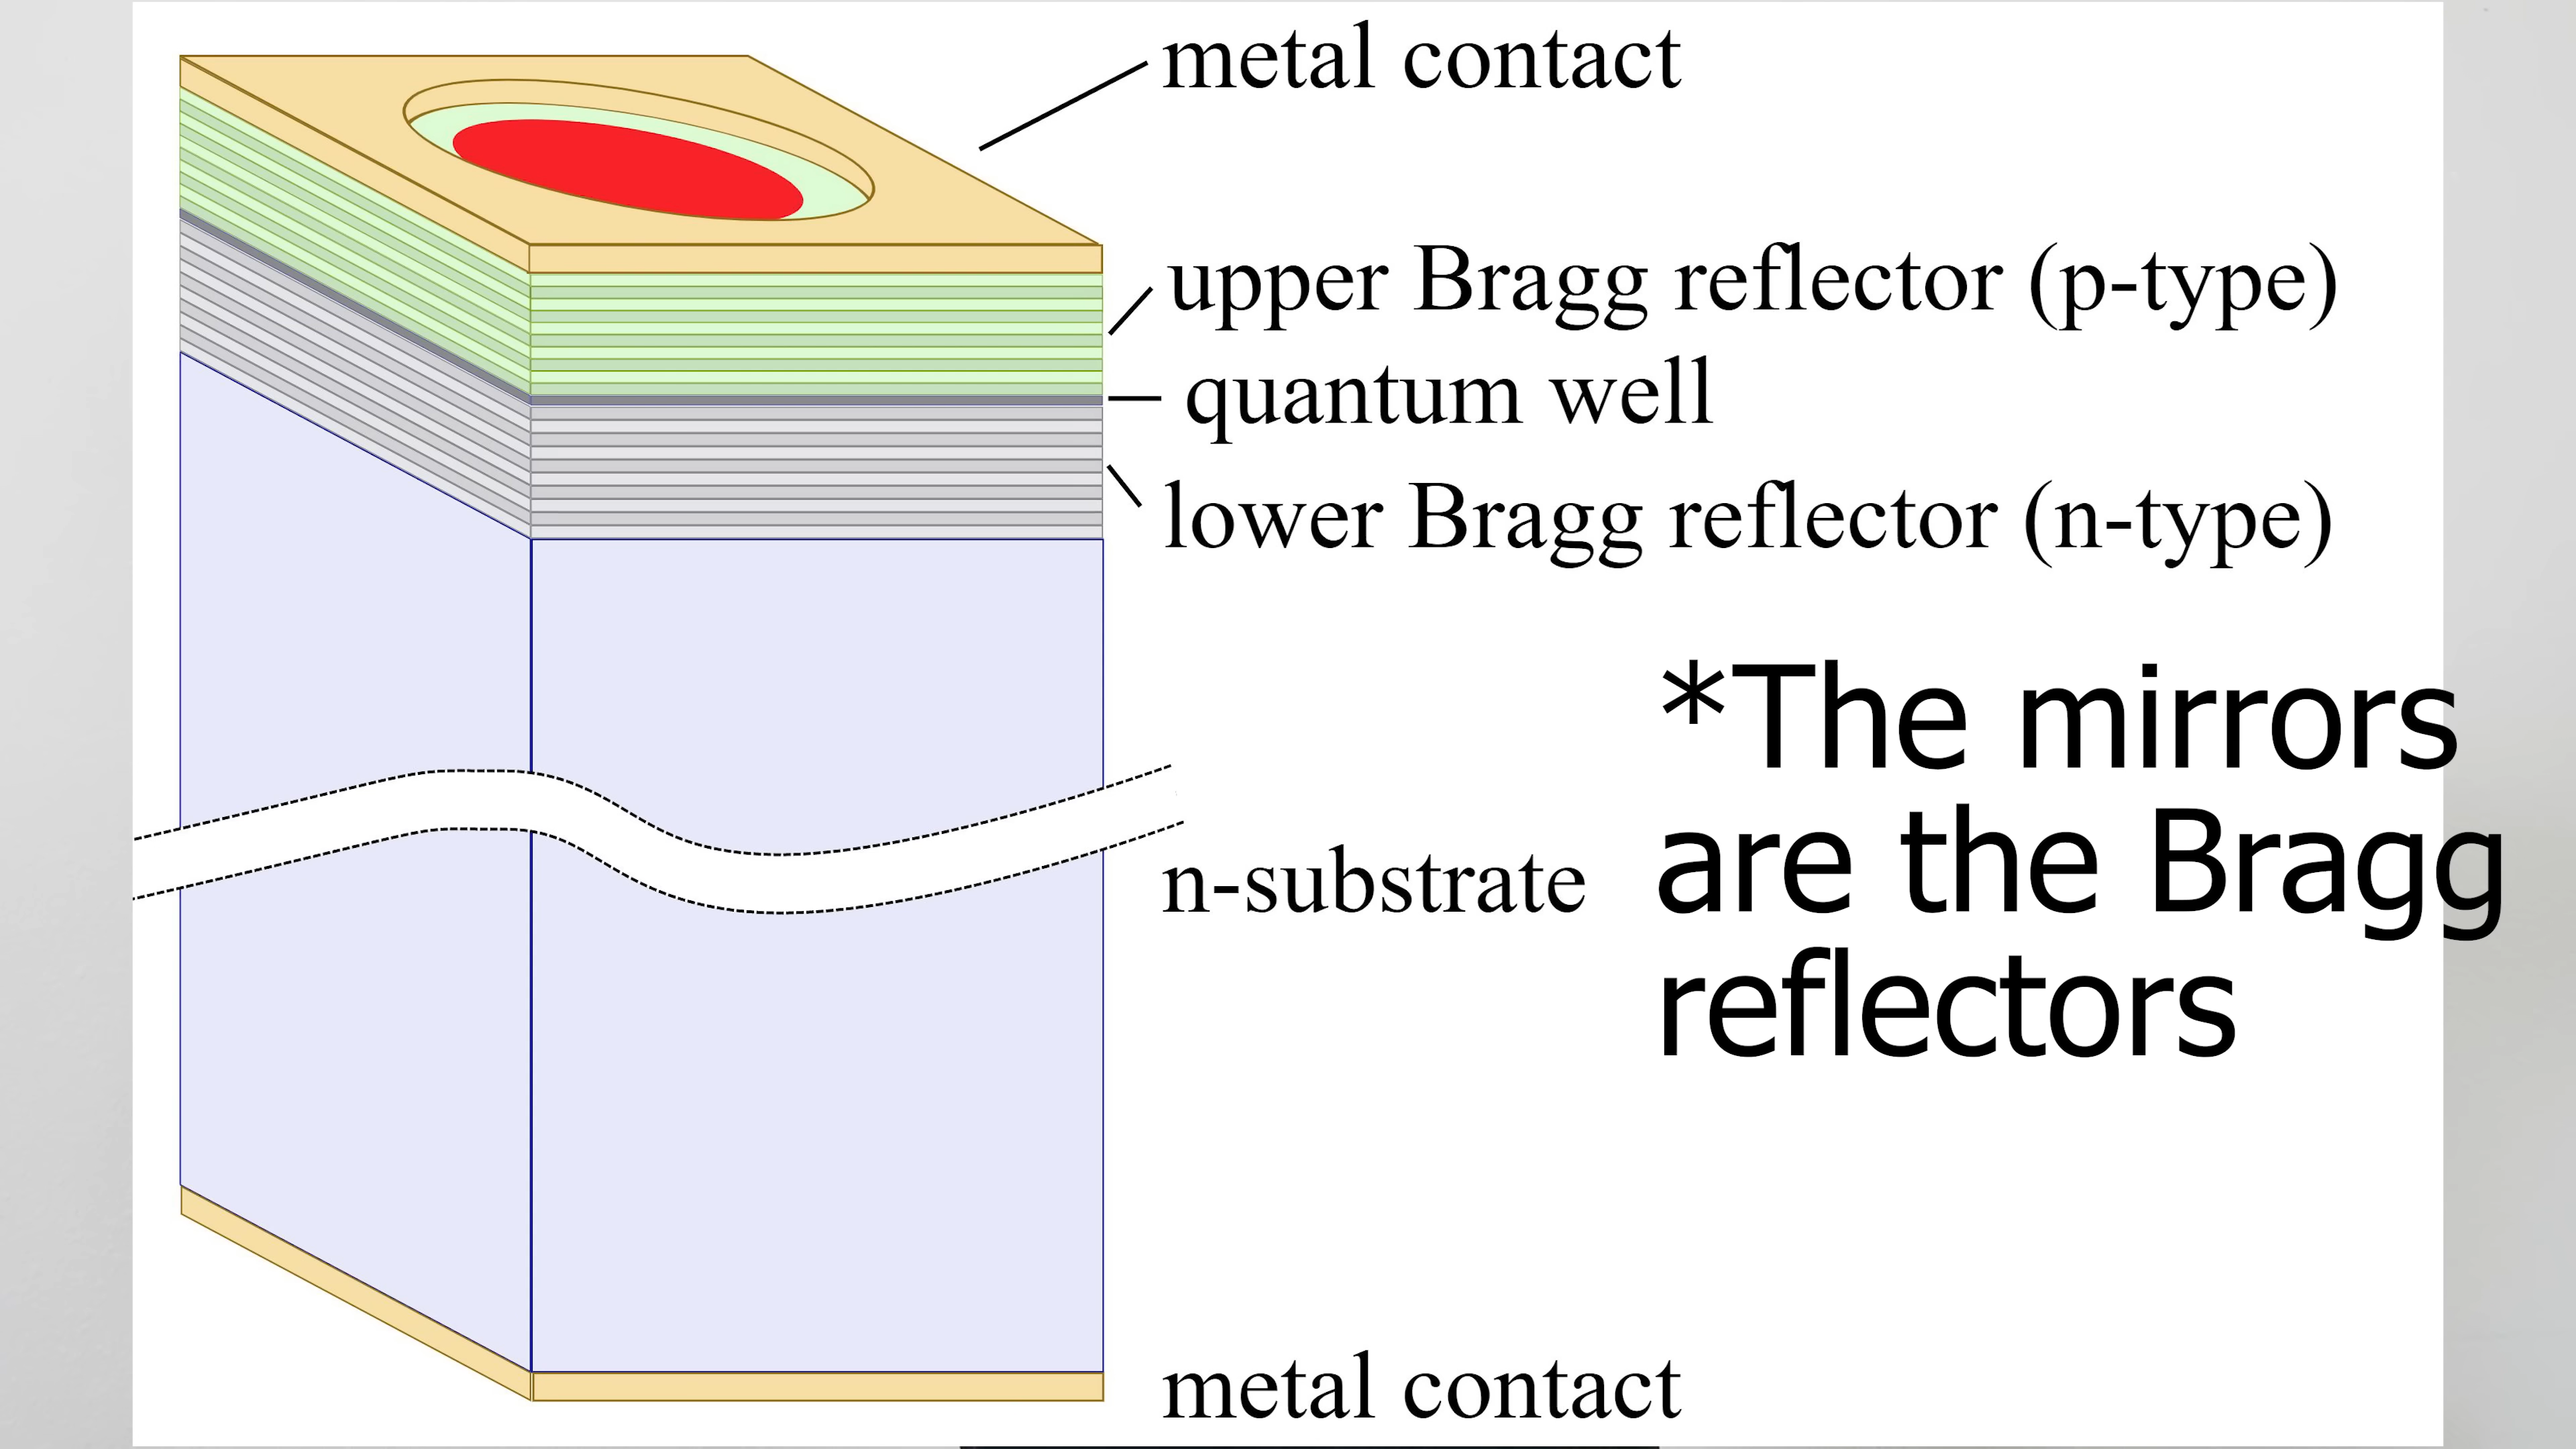 metal contact
upper Bragg reflector (p-type)
quantum well
lower Bragg reflector (n-type)
*The mirrors
are the Bragg
reflectors
n-substrate
metal contact